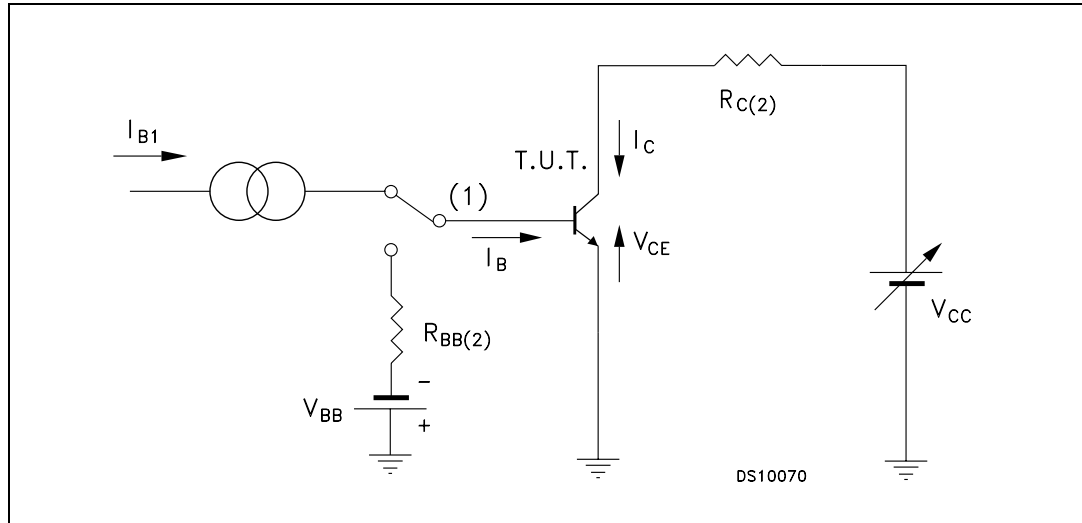 R_C(2)
I_B1
I_C
T.U.T.
(1)
V_CE
I_B
V_CC
R_BB(2)
-
V_BB
+
DS10070